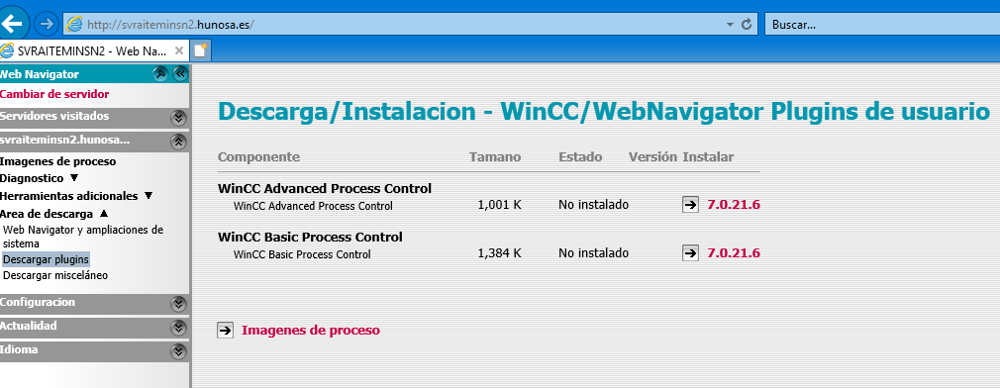 http://svraiteminsn2.hunosa.es/
Buscar...
SVRAITEMINSN2 - Web Na...
Web Navigator
Cambiar de servidor
Servidores visitados
svraiteminsn2.hunosa...
Imagenes de proceso
Diagnostico
Herramientas adicionales
Area de descarga
Web Navigator y ampliaciones de
sistema
Descargar plugins
Descargar misceláneo
Configuracion
Actualidad
Idioma
Descarga/Instalacion - WinCC/WebNavigator Plugins de usuario
Componente Tamano Estado Versión Instalar
WinCC Advanced Process Control
WinCC Advanced Process Control 1,001 K No instalado 7.0.21.6
WinCC Basic Process Control
WinCC Basic Process Control 1,384 K No instalado 7.0.21.6
Imagenes de proceso